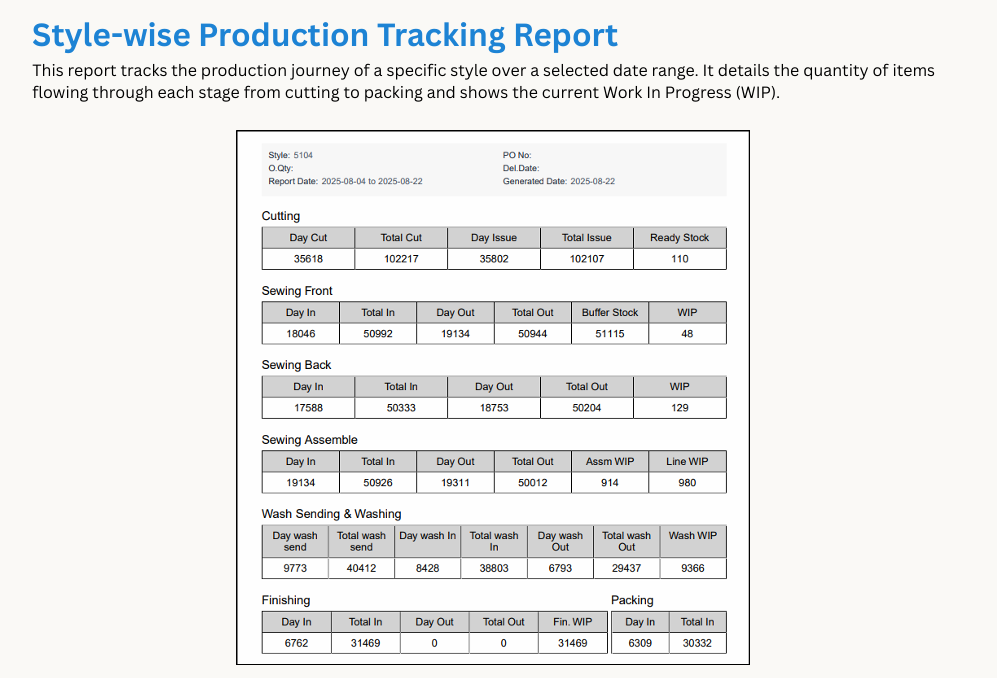 Style-wise Production Tracking Report
This report tracks the production journey of a specific style over a selected date range. It details the quantity of items
flowing through each stage from cutting to packing and shows the current Work In Progress (WIP).
Style: 5104 PO No:
O.Qty: Del.Date:
Report Date: 2025-08-04 to 2025-08-22 Generated Date: 2025-08-22
Cutting
Day Cut Total Cut Day Issue Total Issue Ready Stock
35618 102217 35802 102107 110
Sewing Front
Day In Total In Day Out Total Out Buffer Stock WIP
18046 50992 19134 50944 51115 48
Sewing Back
Day In Total In Day Out Total Out WIP
17588 50333 18753 50204 129
Sewing Assemble
Day In Total In Day Out Total Out Assm WIP Line WIP
19134 50926 19311 50012 914 980
Wash Sending & Washing
Day wash Total wash Day wash In Total wash Day wash Total wash Wash WIP
send send In Out Out
9773 40412 8428 38803 6793 29437 9366
Finishing Packing
Day In Total In Day Out Total Out Fin. WIP Day In Total In
6762 31469 0 0 31469 6309 30332